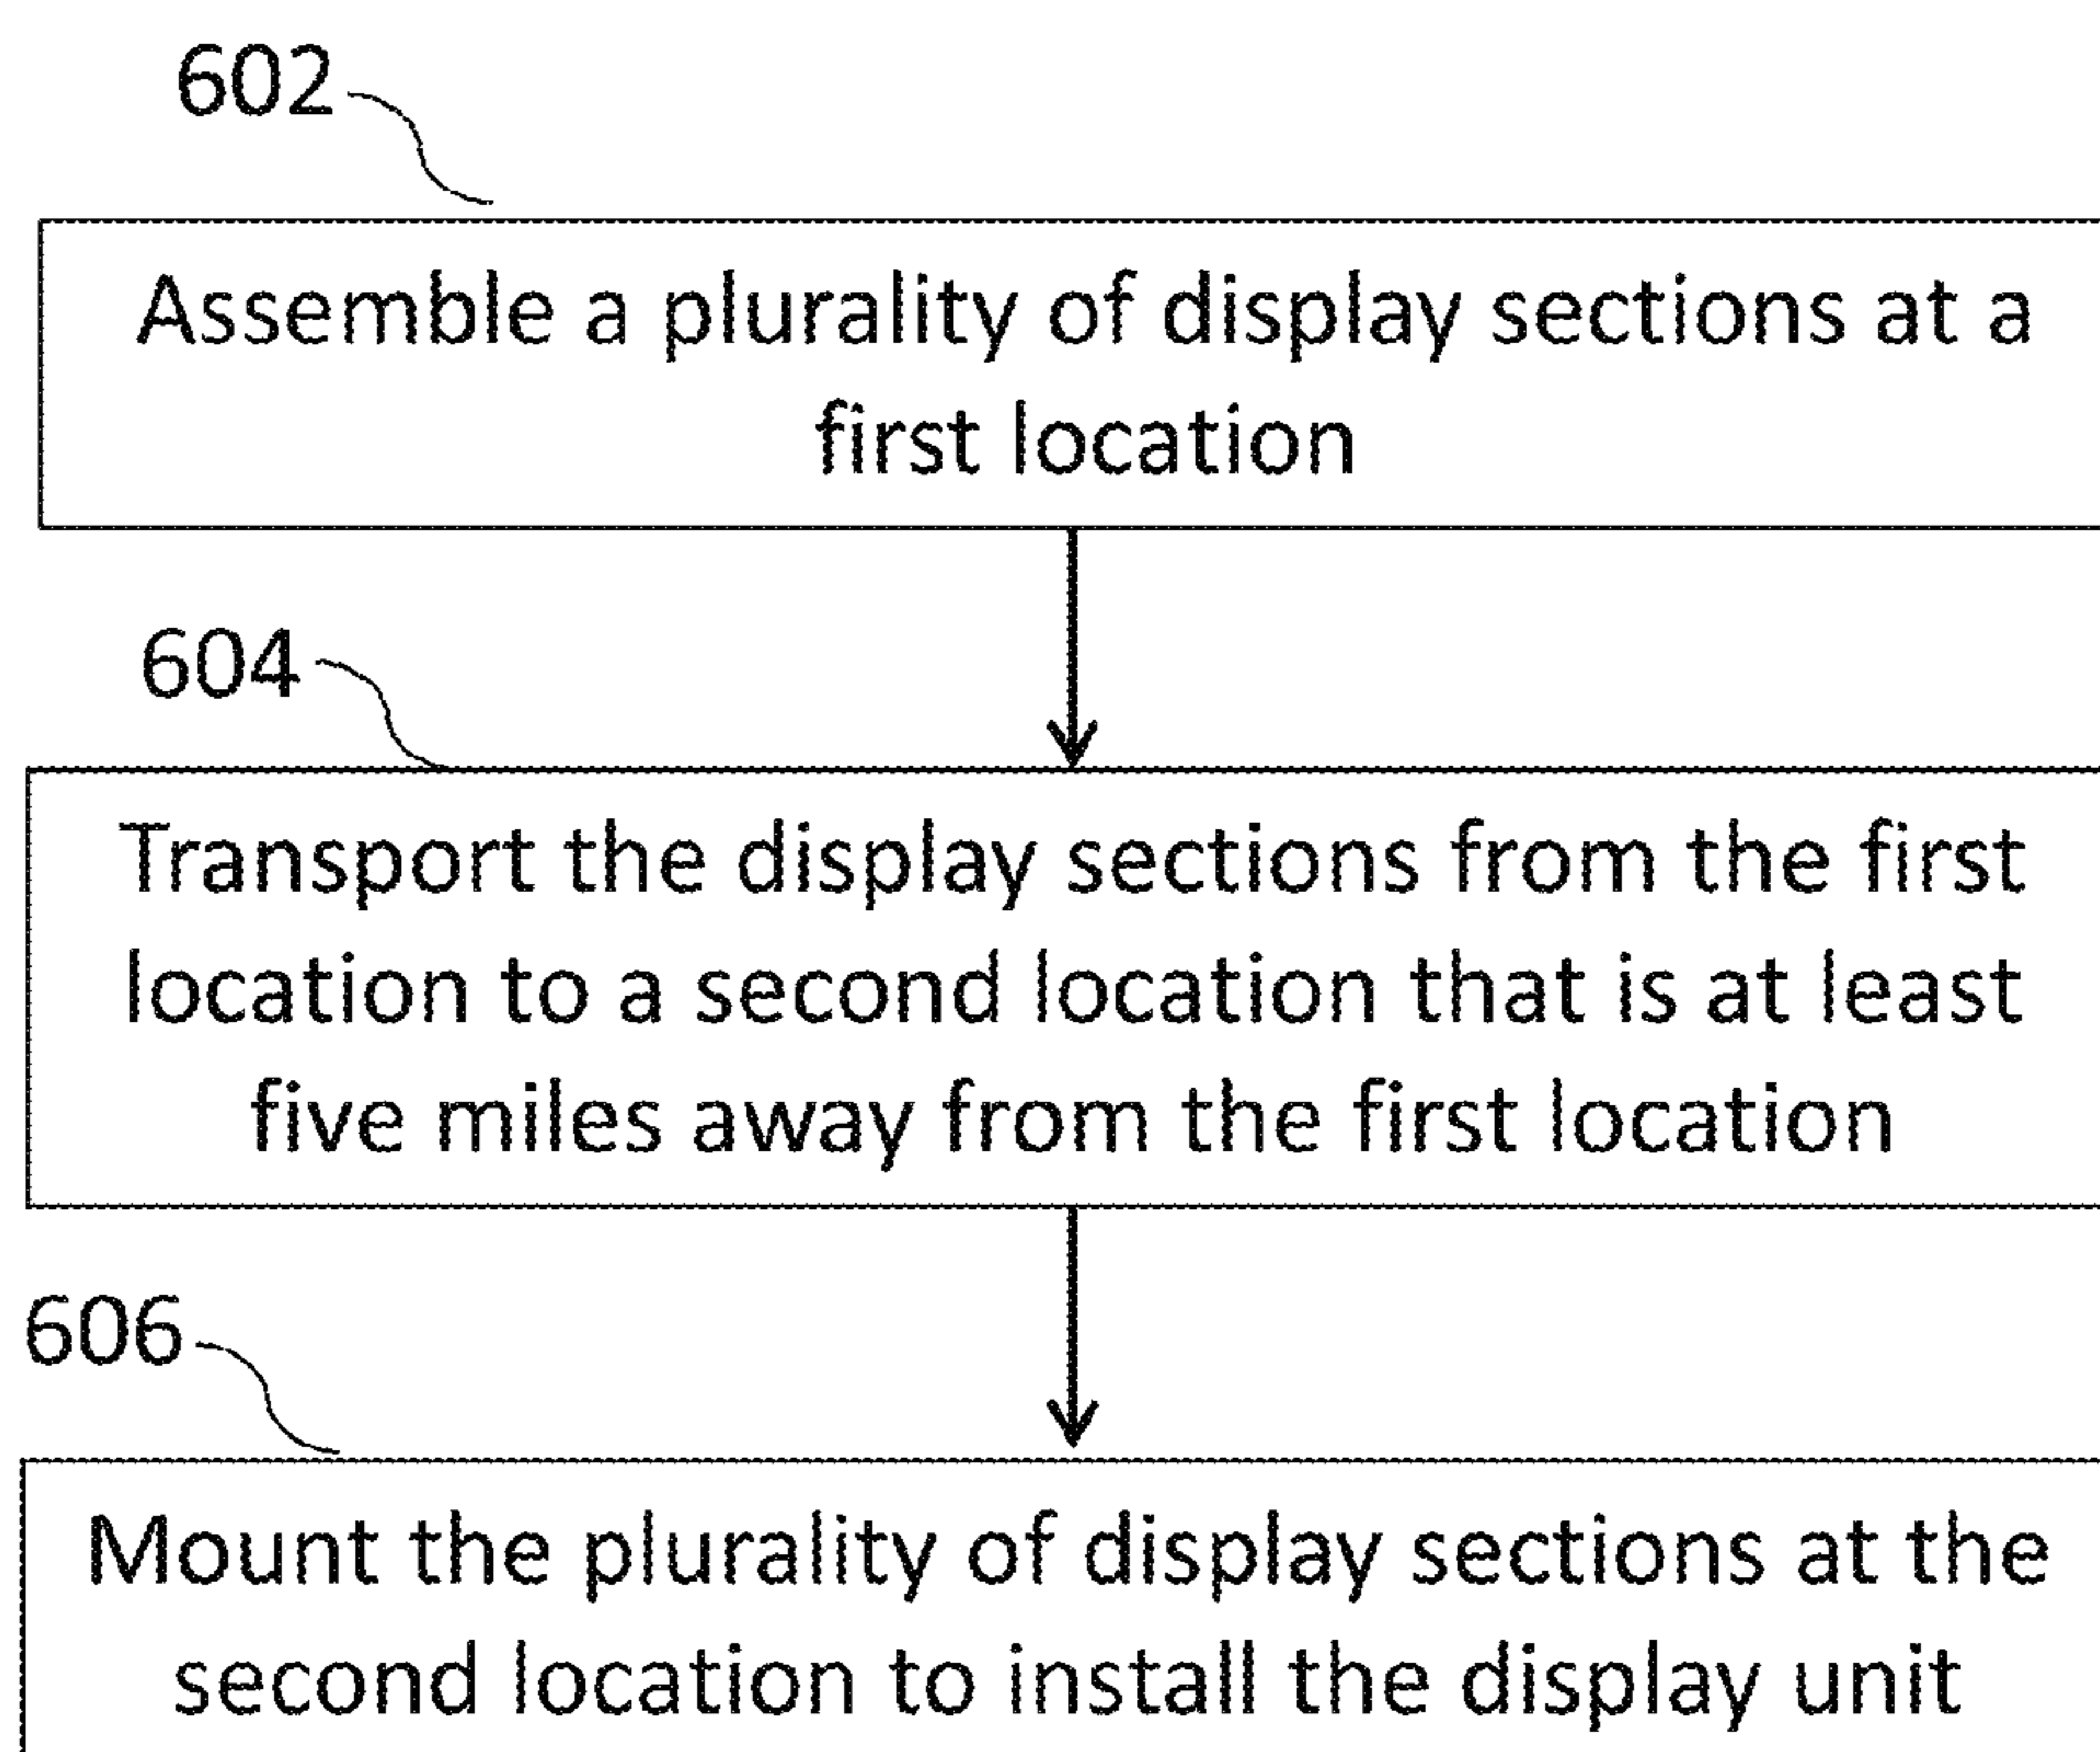 602
Assemble a plurality of display sections at a
first location
604
Transport the display sections from the first
location to a second location that is at least
five miles away from the first location
606
Mount the plurality of display sections at the
second location to install the display unit